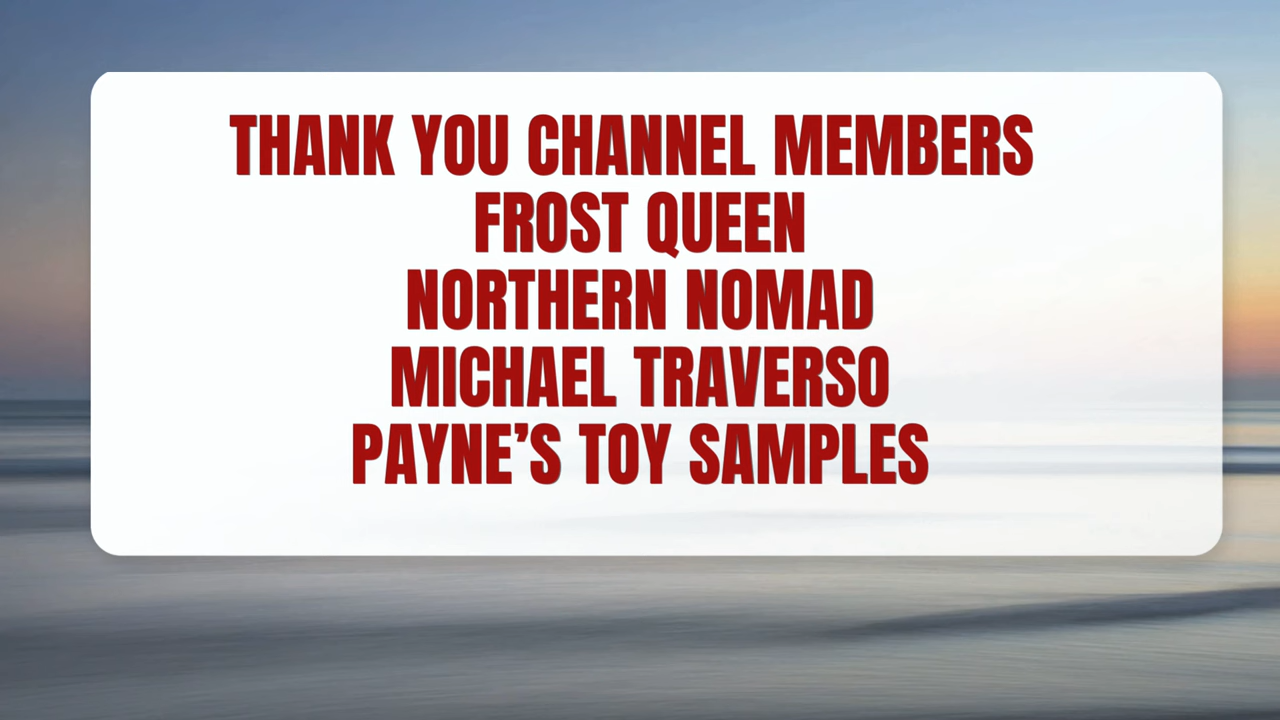 THANK YOU CHANNEL MEMBERS
FROST QUEEN
NORTHERN NOMAD
MICHAEL TRAVERSO
PAYNE’S TOY SAMPLES